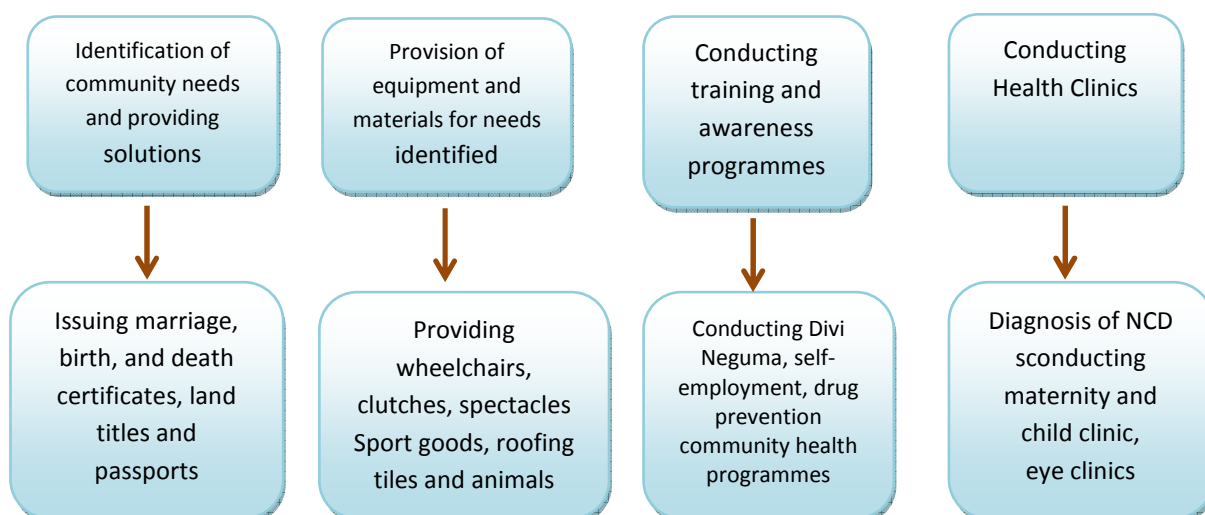 Identification of
community needs
and providing
solutions
Provision of
equipment and
materials for needs
identified
Conducting
training and
awareness
programmes
Conducting
Health Clinics
Issuing marriage,
birth, and death
certificates, land
titles and
passports
Providing
wheelchairs,
clutches, spectacles
Sport goods, roofing
tiles and animals
Conducting Divi
Neguma, self-
employment, drug
prevention
community health
programmes
Diagnosis of NCD
sconducting
maternity and
child clinic,
eye clinics